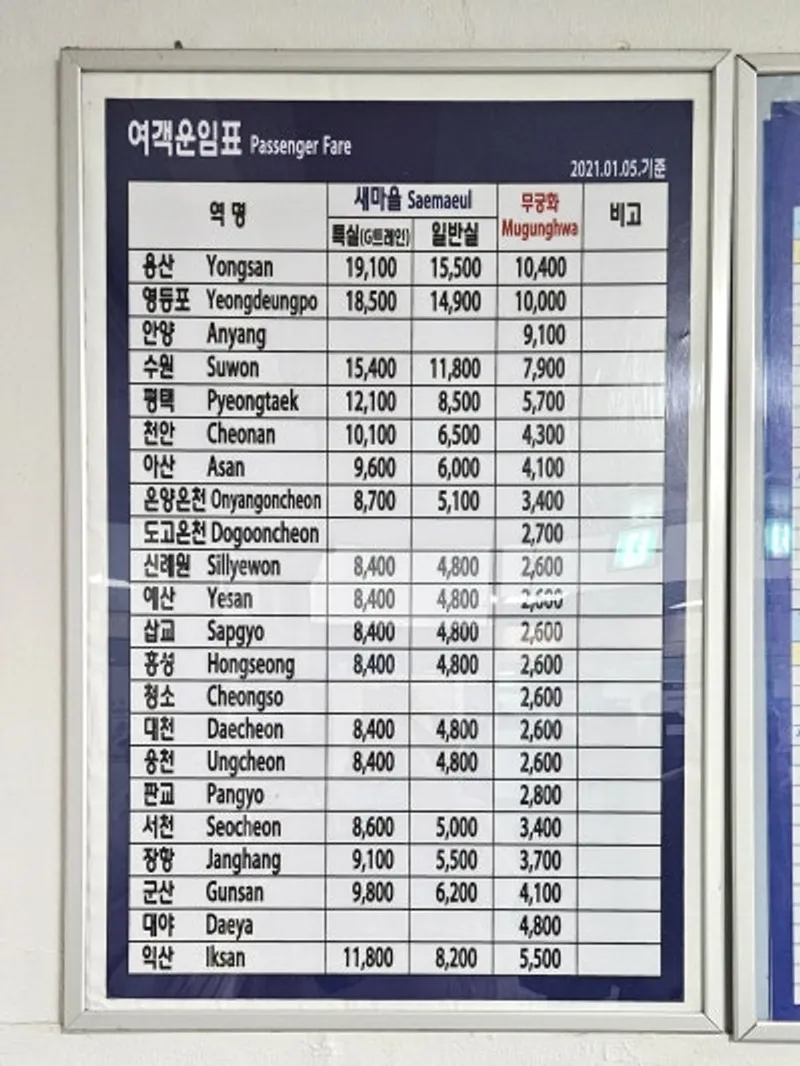 여객운임표 Passenger Fare
2021.01.05.기준
역 명 새마을 Saemaeul 무궁화 Mugunghwa 비고
특실(G트레인) 일반실
용산 Yongsan 19,100 15,500 10,400
영등포 Yeongdeungpo 18,500 14,900 10,000
안양 Anyang 9,100
수원 Suwon 15,400 11,800 7,900
평택 Pyeongtaek 12,100 8,500 5,700
천안 Cheonan 10,100 6,500 4,300
아산 Asan 9,600 6,000 4,100
온양온천 Onyangoncheon 8,700 5,100 3,400
도고온천 Dogooncheon 2,700
신례원 Sillyewon 8,400 4,800 2,600
예산 Yesan 8,400 4,800 2,600
삽교 Sapgyo 8,400 4,800 2,600
홍성 Hongseong 8,400 4,800 2,600
청소 Cheongso 2,600
대천 Daecheon 8,400 4,800 2,600
웅천 Ungcheon 8,400 4,800 2,600
판교 Pangyo 2,800
서천 Seocheon 8,600 5,000 3,400
장항 Janghang 9,100 5,500 3,700
군산 Gunsan 9,800 6,200 4,100
대야 Daeya 4,800
익산 Iksan 11,800 8,200 5,500